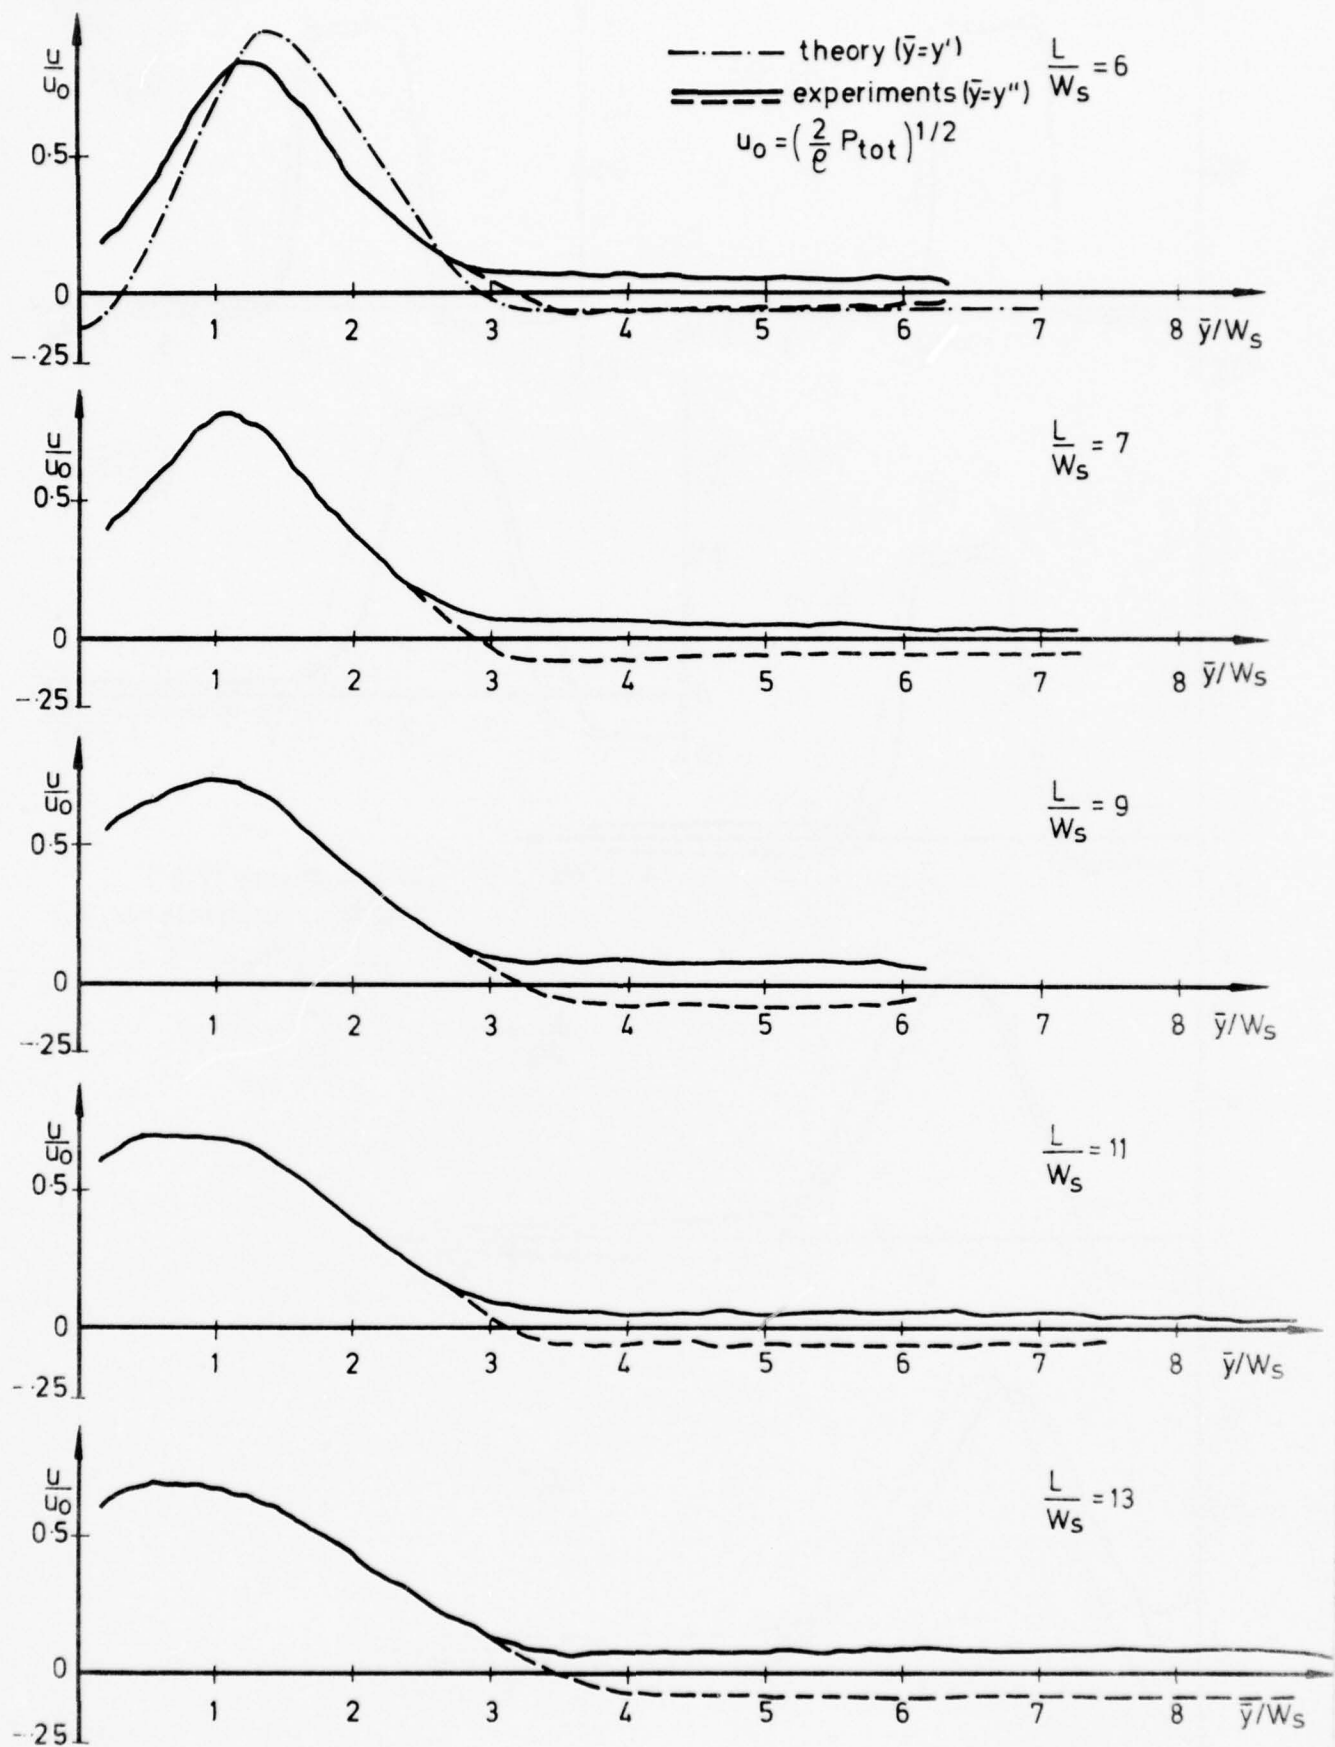 u/u₀
theory (ȳ=y')
L/Wₛ = 6
experiments (ȳ=y")
u₀ = (2/ρ Pₜₒₜ)^1/2
0·5
0
1 2 3 4 5 6 7 8 ȳ/Wₛ
-·25
u/u₀
L/Wₛ = 7
0·5
0
1 2 3 4 5 6 7 8 ȳ/Wₛ
-·25
u/u₀
L/Wₛ = 9
0·5
0
1 2 3 4 5 6 7 8 ȳ/Wₛ
-·25
u/u₀
L/Wₛ = 11
0·5
0
1 2 3 4 5 6 7 8 ȳ/Wₛ
-·25
u/u₀
L/Wₛ = 13
0·5
0
1 2 3 4 5 6 7 8 ȳ/Wₛ
-·25